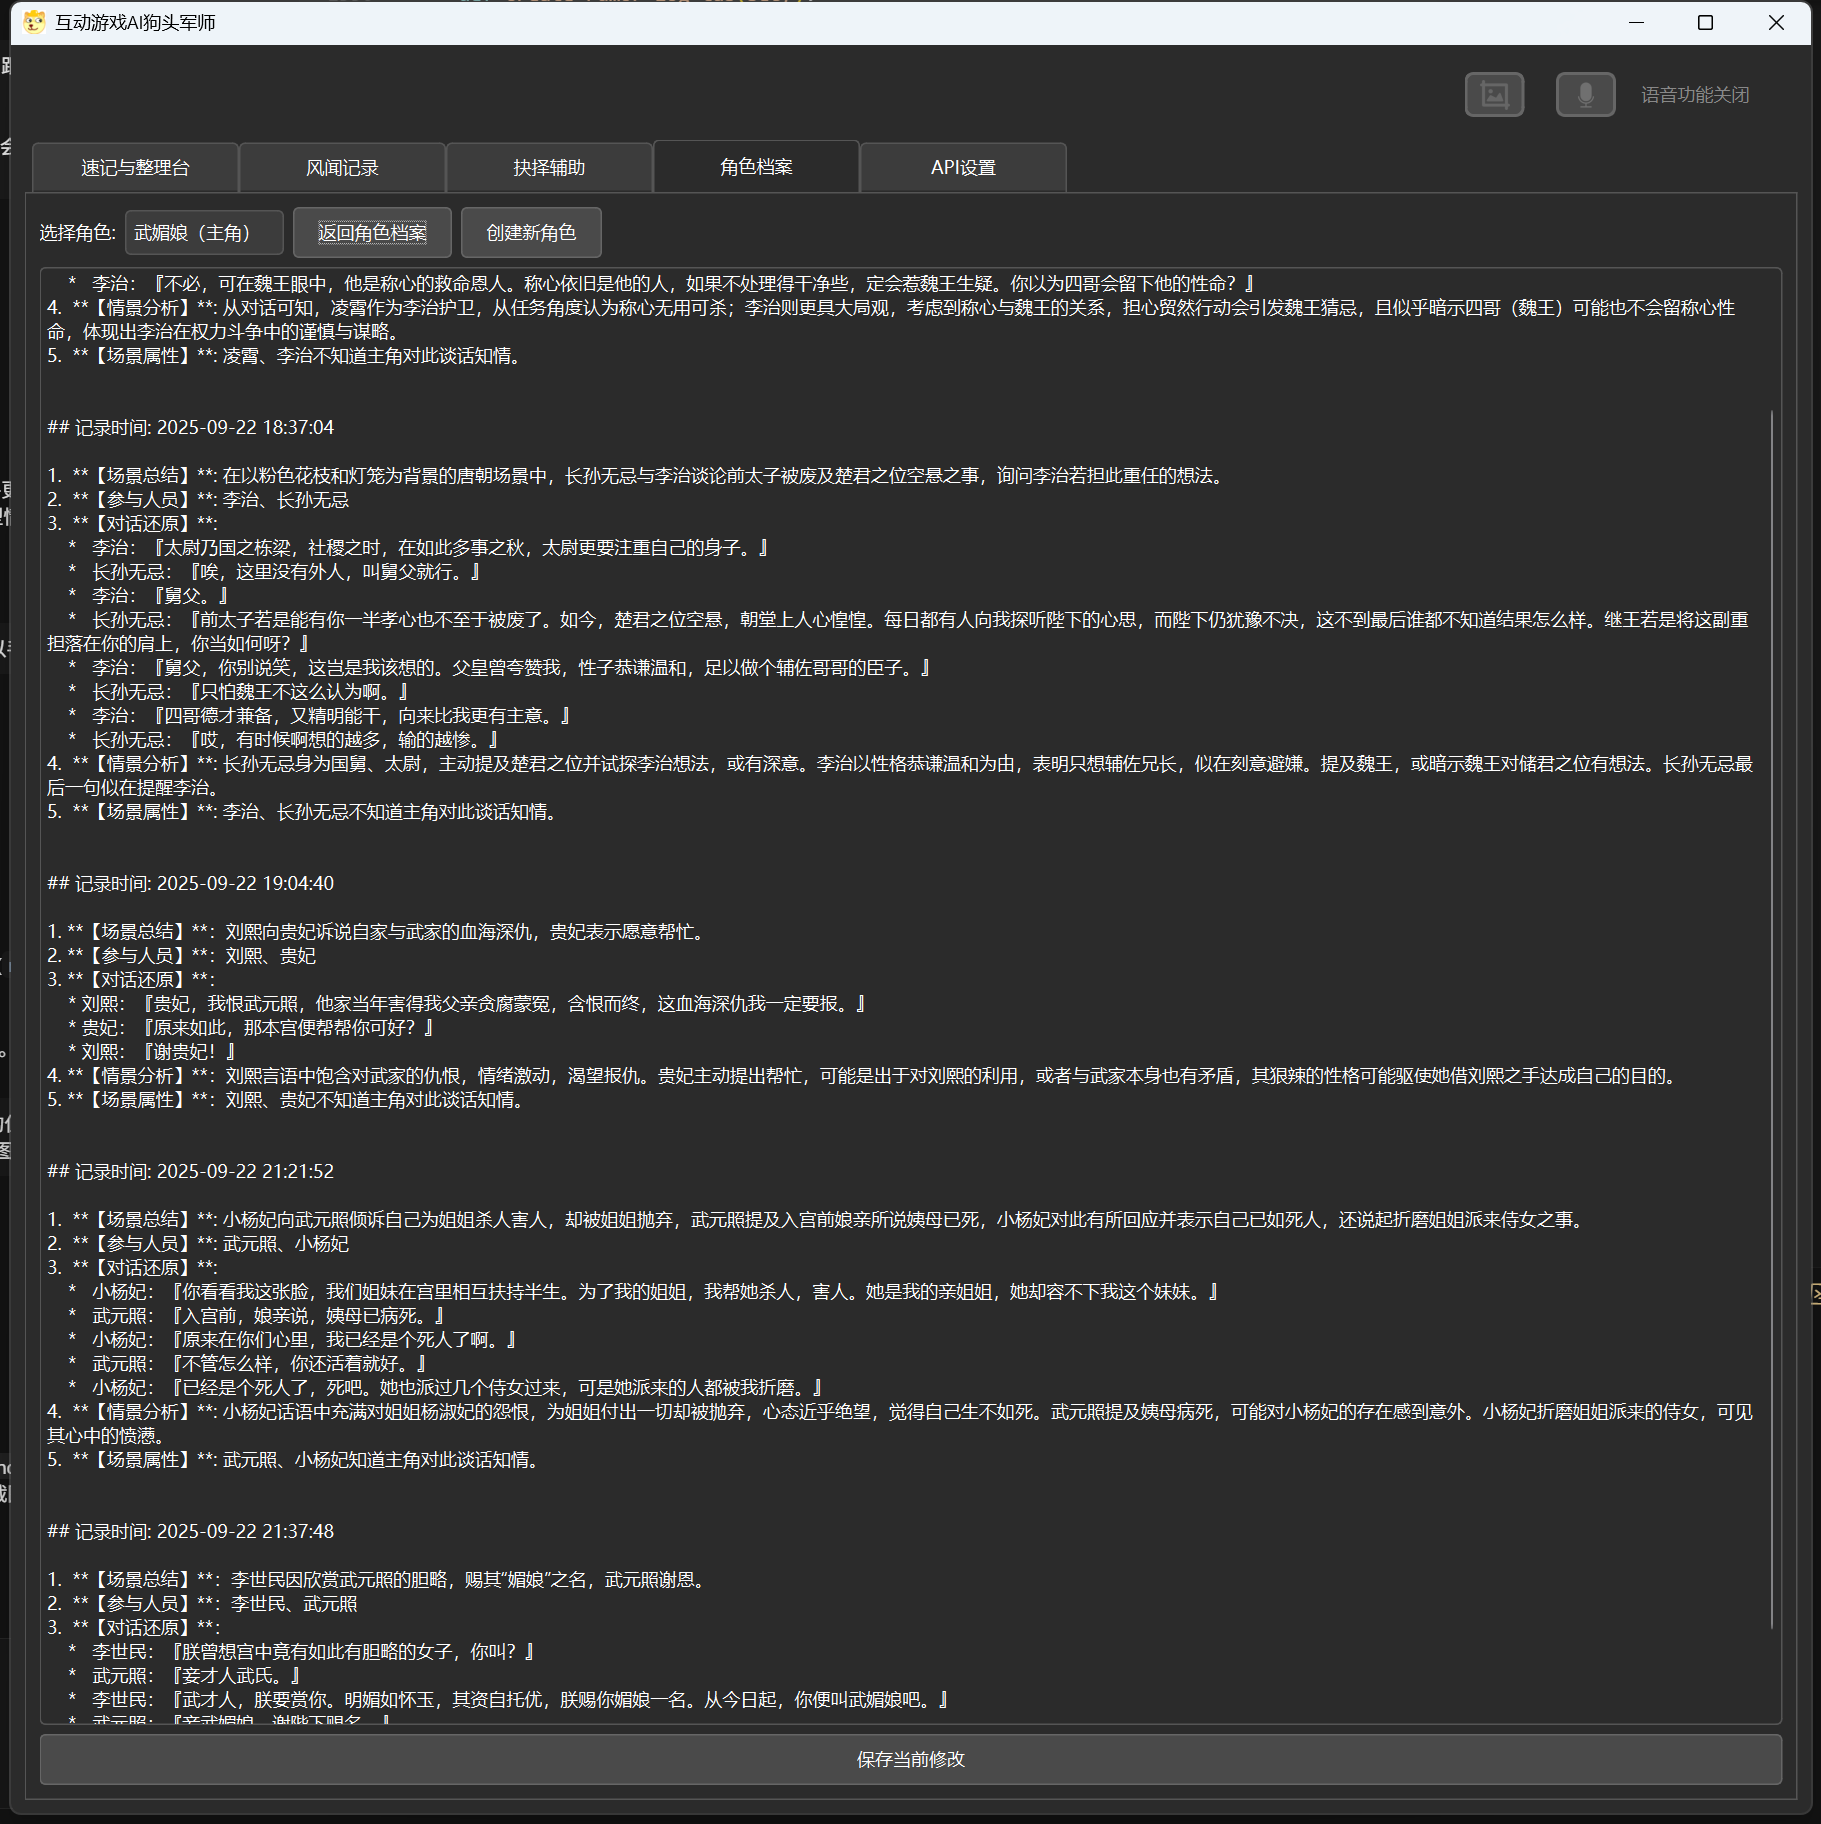 互动游戏AI狗头军师
语音功能关闭
速记与整理台
风闻记录
抉择辅助
角色档案
API设置
选择角色:
武媚娘（主角）
返回角色档案
创建新角色
* 李治：『不必，可在魏王眼中，他是称心的救命恩人。称心依旧是他的人，如果不处理得干净些，定会惹魏王生疑。你以为四哥会留下他的性命？』
4. **【情景分析】**: 从对话可知，凌霄作为李治护卫，从任务角度认为称心无用可杀；李治则更具大局观，考虑到称心与魏王的关系，担心贸然行动会引发魏王猜忌，且似乎暗示四哥（魏王）可能也不会留称心性
命，体现出李治在权力斗争中的谨慎与谋略。
5. **【场景属性】**: 凌霄、李治不知道主角对此谈话知情。
## 记录时间: 2025-09-22 18:37:04
1. **【场景总结】**: 在以粉色花枝和灯笼为背景的唐朝场景中，长孙无忌与李治谈论前太子被废及楚君之位空悬之事，询问李治若担此重任的想法。
2. **【参与人员】**: 李治、长孙无忌
3. **【对话还原】**:
* 李治：『太尉乃国之栋梁，社稷之时，在如此多事之秋，太尉更要注重自己的身子。』
* 长孙无忌：『唉，这里没有外人，叫舅父就行。』
* 李治：『舅父。』
* 长孙无忌：『前太子若是能有你一半孝心也不至于被废了。如今，楚君之位空悬，朝堂上人心惶惶。每日都有人向我探听陛下的心思，而陛下仍犹豫不决，这不到最后谁都不知道结果怎么样。继王若是将这副重
担落在你的肩上，你当如何呀？』
* 李治：『舅父，你别说笑，这岂是我该想的。父皇曾夸赞我，性子恭谦温和，足以做个辅佐哥哥的臣子。』
* 长孙无忌：『只怕魏王不这么认为啊。』
* 李治：『四哥德才兼备，又精明能干，向来比我更有主意。』
* 长孙无忌：『哎，有时候啊想的越多，输的越惨。』
4. **【情景分析】**: 长孙无忌身为国舅、太尉，主动提及楚君之位并试探李治想法，或有深意。李治以性格恭谦温和为由，表明只想辅佐兄长，似在刻意避嫌。提及魏王，或暗示魏王对储君之位有想法。长孙无忌最
后一句似在提醒李治。
5. **【场景属性】**: 李治、长孙无忌不知道主角对此谈话知情。
## 记录时间: 2025-09-22 19:04:40
1. **【场景总结】**：刘熙向贵妃诉说自家与武家的血海深仇，贵妃表示愿意帮忙。
2. **【参与人员】**：刘熙、贵妃
3. **【对话还原】**：
* 刘熙：『贵妃，我恨武元照，他家当年害得我父亲贪腐蒙冤，含恨而终，这血海深仇我一定要报。』
* 贵妃：『原来如此，那本宫便帮帮你可好？』
* 刘熙：『谢贵妃！』
4. **【情景分析】**：刘熙言语中饱含对武家的仇恨，情绪激动，渴望报仇。贵妃主动提出帮忙，可能是出于对刘熙的利用，或者与武家本身也有矛盾，其狠辣的性格可能驱使她借刘熙之手达成自己的目的。
5. **【场景属性】**：刘熙、贵妃不知道主角对此谈话知情。
## 记录时间: 2025-09-22 21:21:52
1. **【场景总结】**: 小杨妃向武元照倾诉自己为姐姐杀人害人，却被姐姐抛弃，武元照提及入宫前娘亲所说姨母已死，小杨妃对此有所回应并表示自己已如死人，还说起折磨姐姐派来侍女之事。
2. **【参与人员】**: 武元照、小杨妃
3. **【对话还原】**:
* 小杨妃：『你看看我这张脸，我们姐妹在宫里相互扶持半生。为了我的姐姐，我帮她杀人，害人。她是我的亲姐姐，她却容不下我这个妹妹。』
* 武元照：『入宫前，娘亲说，姨母已病死。』
* 小杨妃：『原来在你们心里，我已经是个死人了啊。』
* 武元照：『不管怎么样，你还活着就好。』
* 小杨妃：『已经是个死人了，死吧。她也派过几个侍女过来，可是她派来的人都被我折磨。』
4. **【情景分析】**: 小杨妃话语中充满对姐姐杨淑妃的怨恨，为姐姐付出一切却被抛弃，心态近乎绝望，觉得自己生不如死。武元照提及姨母病死，可能对小杨妃的存在感到意外。小杨妃折磨姐姐派来的侍女，可见
其心中的愤懑。
5. **【场景属性】**: 武元照、小杨妃知道主角对此谈话知情。
## 记录时间: 2025-09-22 21:37:48
1. **【场景总结】**：李世民因欣赏武元照的胆略，赐其“媚娘”之名，武元照谢恩。
2. **【参与人员】**：李世民、武元照
3. **【对话还原】**：
* 李世民：『朕曾想宫中竟有如此有胆略的女子，你叫？』
* 武元照：『妾才人武氏。』
* 李世民：『武才人，朕要赏你。明媚如怀玉，其资自托优，朕赐你媚娘一名。从今日起，你便叫武媚娘吧。』
* 武元照：『妾武媚娘，谢陛下赐名。』
保存当前修改